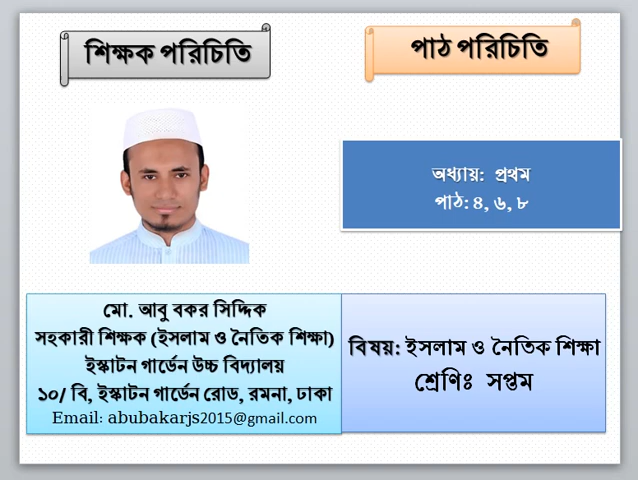 শিক্ষক পরিচিতি
পাঠ পরিচিতি
অধ্যায়: প্রথম
পাঠ: ৪, ৬, ৮
মো. আবু বকর সিদ্দিক
সহকারী শিক্ষক (ইসলাম ও নৈতিক শিক্ষা)
ইস্কাটন গার্ডেন উচ্চ বিদ্যালয়
১০/ বি, ইস্কাটন গার্ডেন রোড, রমনা, ঢাকা
Email: abubakarjs2015@gmail.com
বিষয়: ইসলাম ও নৈতিক শিক্ষা
শ্রেণিঃ সপ্তম